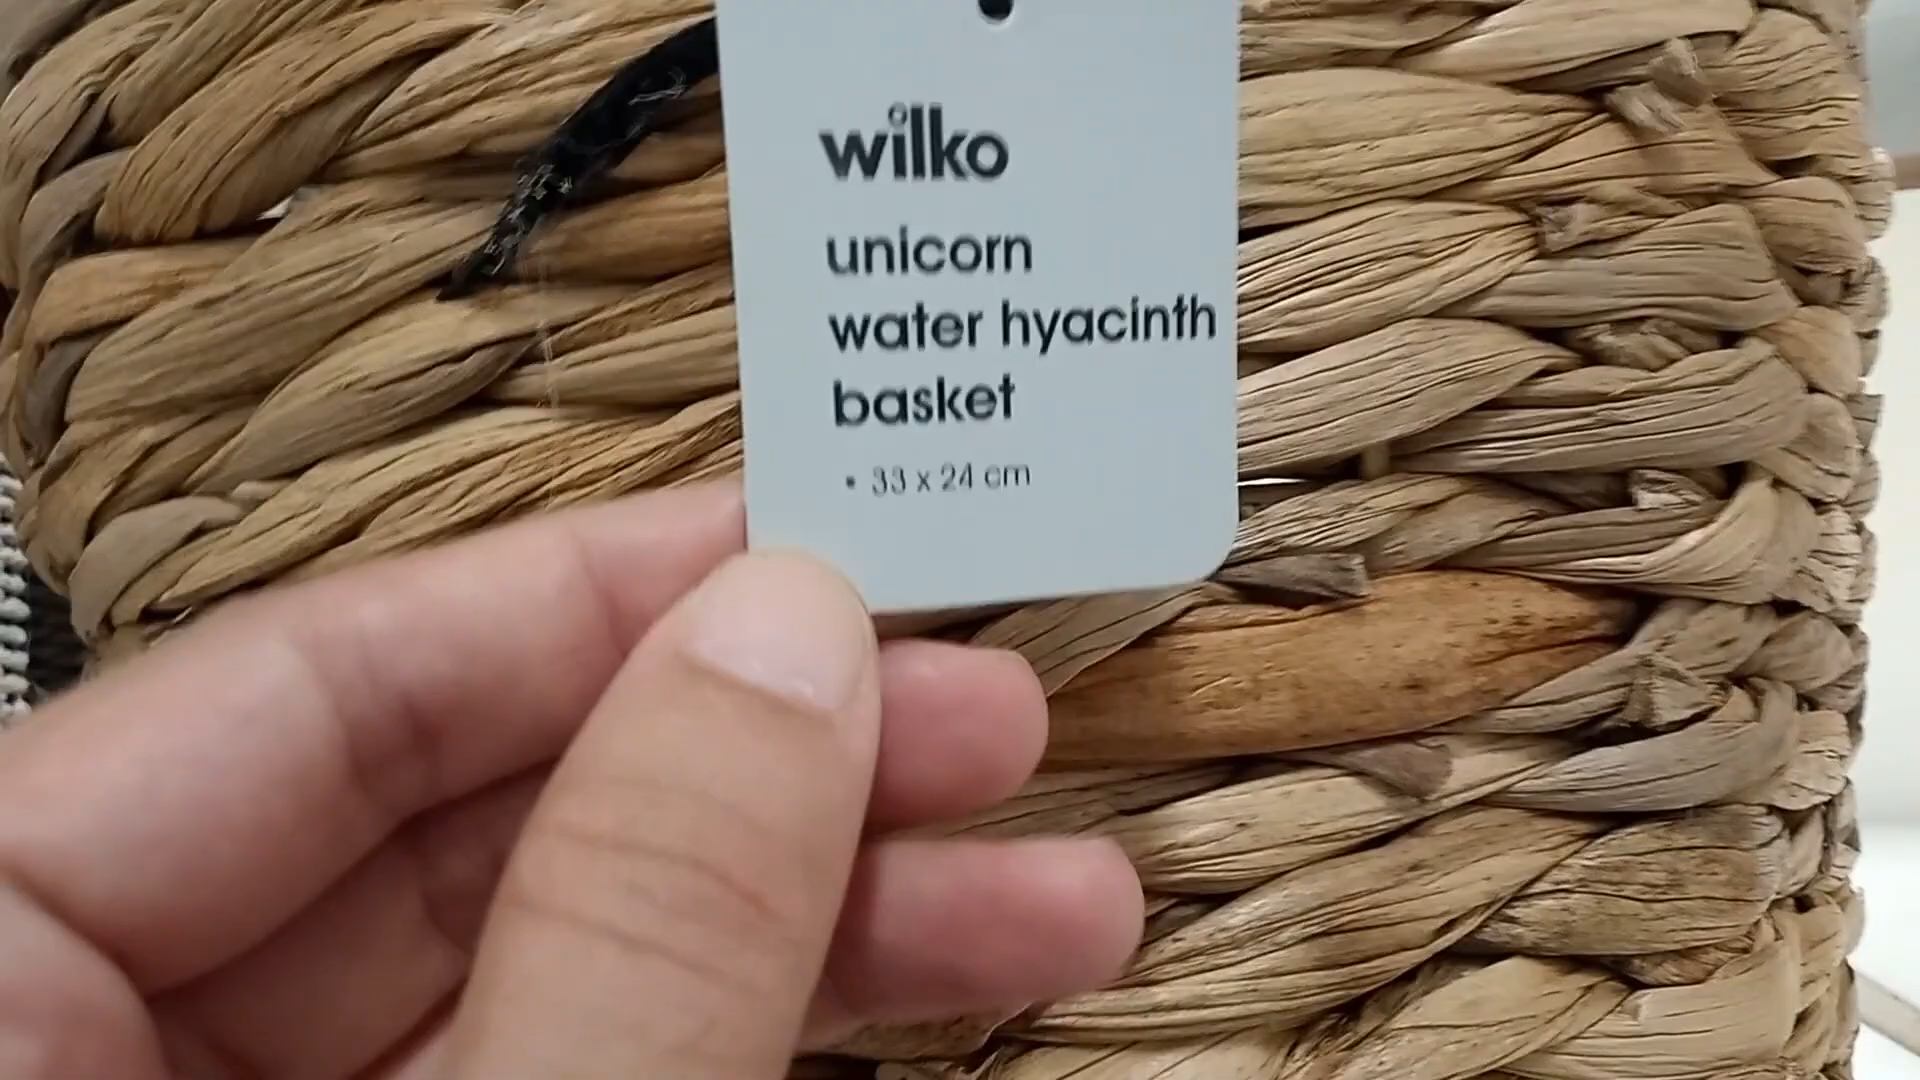 wilko
unicorn
water hyacinth
basket
• 33 x 24 cm